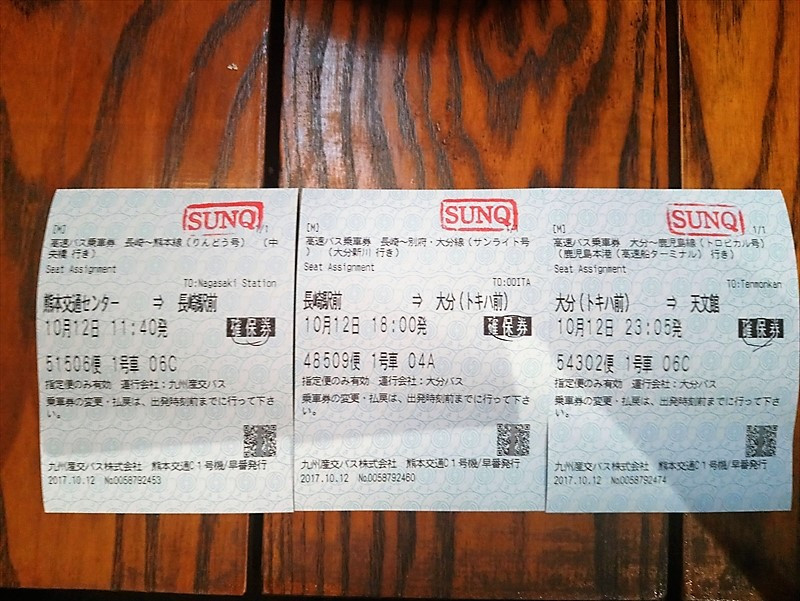 SUNQ
[M] 1/1
高速バス乗車券 長崎～熊本線(りんどう号) (中
央橋 行き)
Seat Assignment
TO:Nagasaki Station
熊本交通センター ⇒ 長崎駅前
10月12日 11:40発 確保券
51506便 1号車 06C
指定便のみ有効 運行会社：九州産交バス
乗車券の変更・払戻は、出発時刻前までに行って下さ
い。
九州産交バス株式会社 熊本交通C1号機/早番発行
2017.10.12 No0058792453
SUNQ
[M]
高速バス乗車券 長崎～別府・大分線(サンライト号
) (大分新川 行き)
Seat Assignment
TO:OOITA
長崎駅前 ⇒ 大分(トキハ前)
10月12日 18:00発 確保券
48509便 1号車 04A
指定便のみ有効 運行会社：大分バス
乗車券の変更・払戻は、出発時刻前までに行って下さ
い。
九州産交バス株式会社 熊本交通C1号機/早番発行
2017.10.12 No0058792460
SUNQ
[M] 1/1
高速バス乗車券 大分～鹿児島線(トロピカル号)
(鹿児島本港(高速船ターミナル) 行き)
Seat Assignment
TO:Tenmonkan
大分(トキハ前) ⇒ 天文館
10月12日 23:05発 確保券
54302便 1号車 06C
指定便のみ有効 運行会社：大分バス
乗車券の変更・払戻は、出発時刻前までに行って下さ
い。
九州産交バス株式会社 熊本交通C1号機/早番発行
2017.10.12 No0058792474